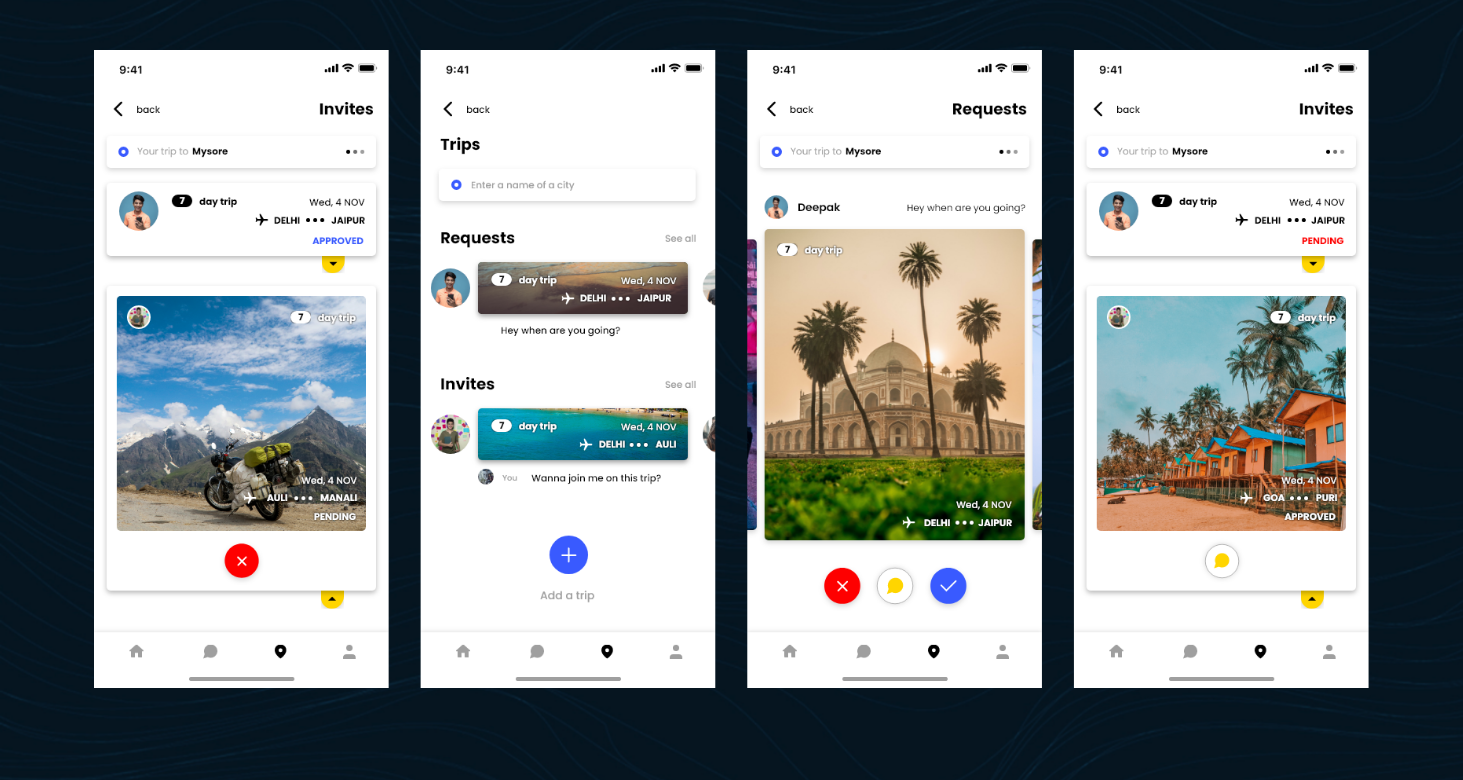 9:41
back
Invites
Your trip to Mysore
7 day trip
Wed, 4 NOV
DELHI JAIPUR
APPROVED
7 day trip
Wed, 4 NOV
AULI MANALI
PENDING
9:41
back
Trips
Enter a name of a city
Requests See all
7 day trip Wed, 4 NOV
DELHI JAIPUR
Hey when are you going?
Invites See all
7 day trip Wed, 4 NOV
DELHI AULI
You Wanna join me on this trip?
Add a trip
9:41
back
Requests
Your trip to Mysore
Deepak Hey when are you going?
7 day trip
Wed, 4 NOV
DELHI JAIPUR
9:41
back
Invites
Your trip to Mysore
7 day trip
Wed, 4 NOV
DELHI JAIPUR
PENDING
7 day trip
Wed, 4 NOV
GOA PURI
APPROVED